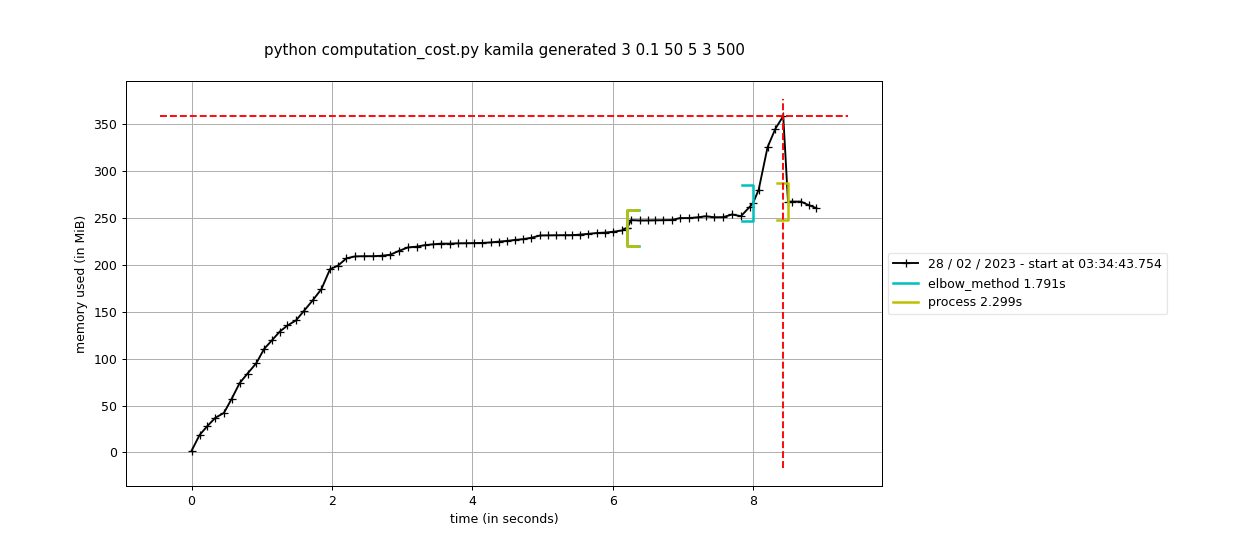 python computation_cost.py kamila generated 3 0.1 50 5 3 500
memory used (in MiB)
350
300
250
200
150
100
50
0
0 2 4 6 8
time (in seconds)
28 / 02 / 2023 - start at 03:34:43.754
elbow_method 1.791s
process 2.299s